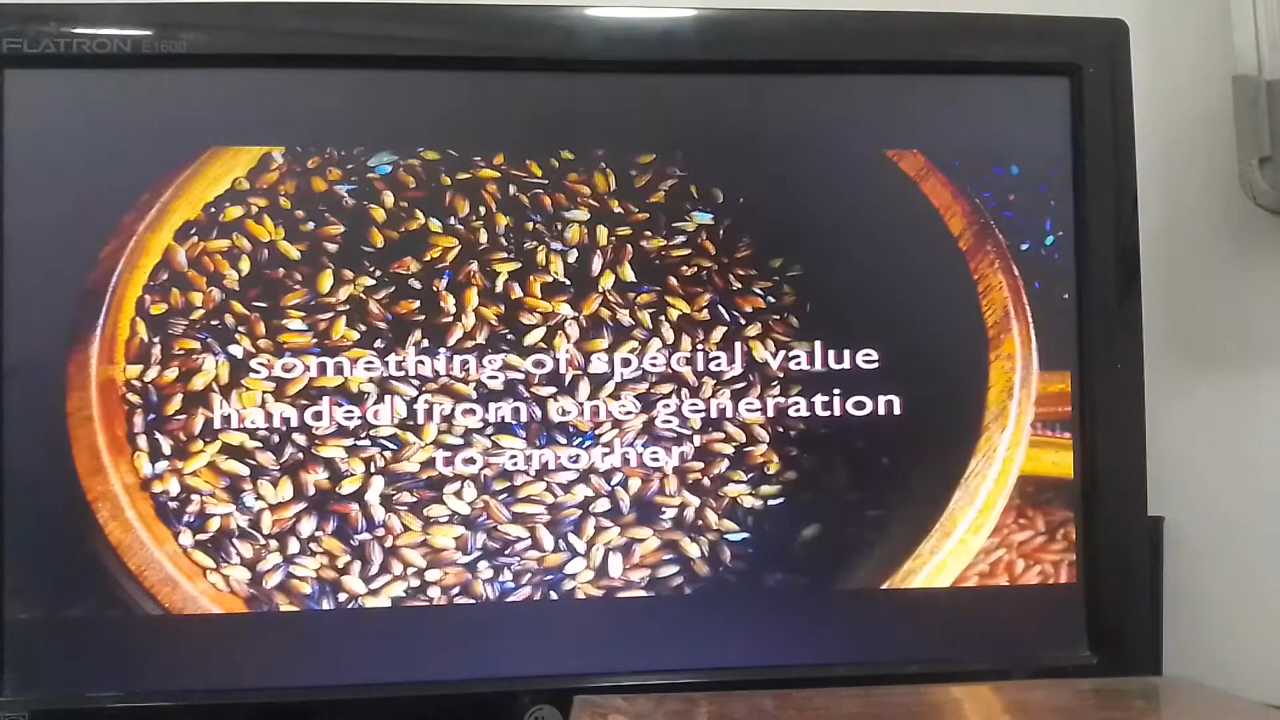 FLATRON E1600
'something of special value
handed from one generation
to another'